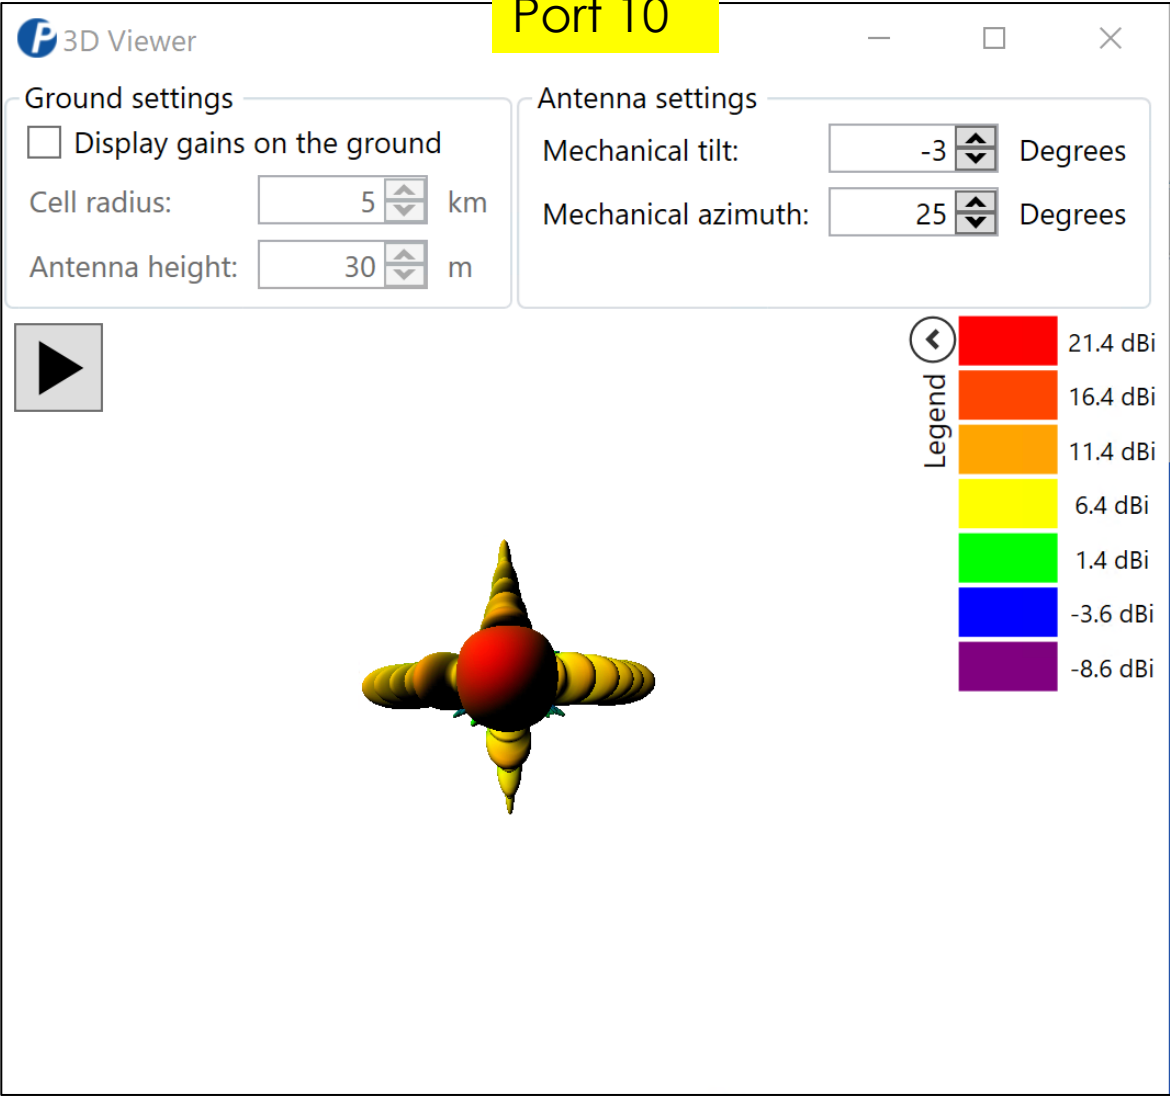 Port 10
3D Viewer
Ground settings
Display gains on the ground
Cell radius: 5 km
Antenna height: 30 m
Antenna settings
Mechanical tilt: -3 Degrees
Mechanical azimuth: 25 Degrees
Legend
21.4 dBi
16.4 dBi
11.4 dBi
6.4 dBi
1.4 dBi
-3.6 dBi
-8.6 dBi